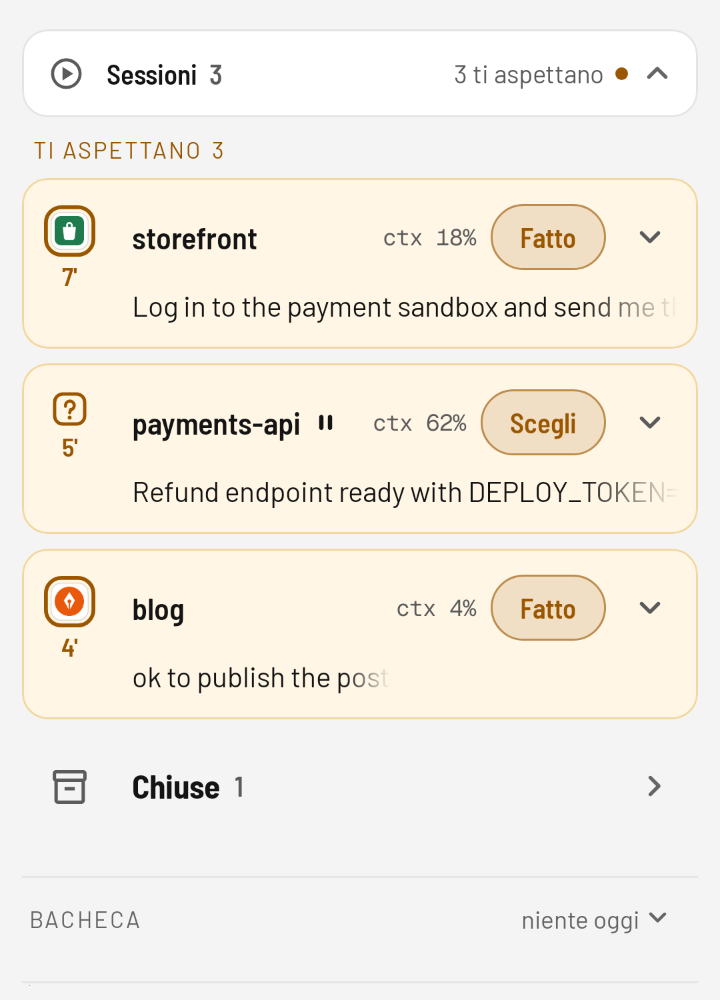 Sessioni 3
3 ti aspettano
TI ASPETTANO 3
storefront
ctx 18%
Fatto
7'
Log in to the payment sandbox and send me
?
payments-api
ctx 62%
Scegli
5'
Refund endpoint ready with DEPLOY_TOKEN=
blog
ctx 4%
Fatto
4'
ok to publish the post
Chiuse 1
BACHECA
niente oggi